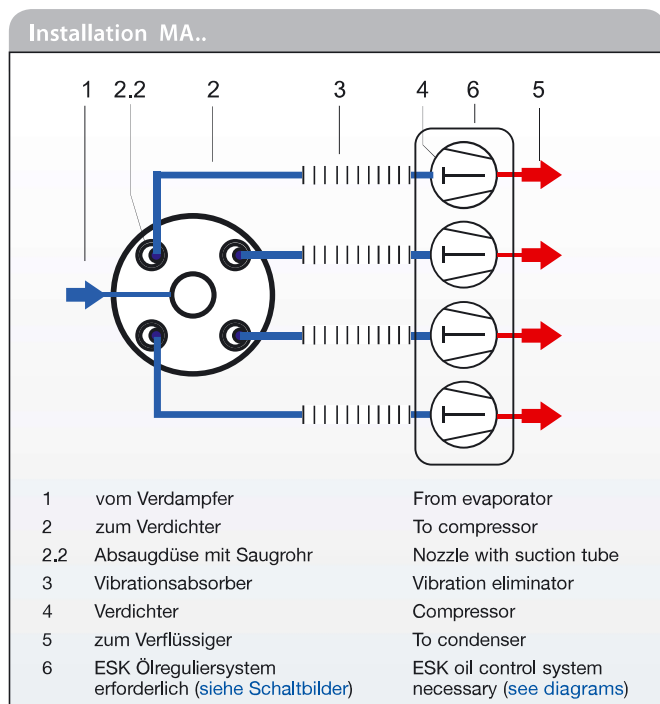 Installation MA..
1 2.2 2 3 4 6 5
1 vom Verdampfer From evaporator
2 zum Verdichter To compressor
2.2 Absaugdüse mit Saugrohr Nozzle with suction tube
3 Vibrationsabsorber Vibration eliminator
4 Verdichter Compressor
5 zum Verflüssiger To condenser
6 ESK Ölreguliersystem ESK oil control system
erforderlich (siehe Schaltbilder) necessary (see diagrams)